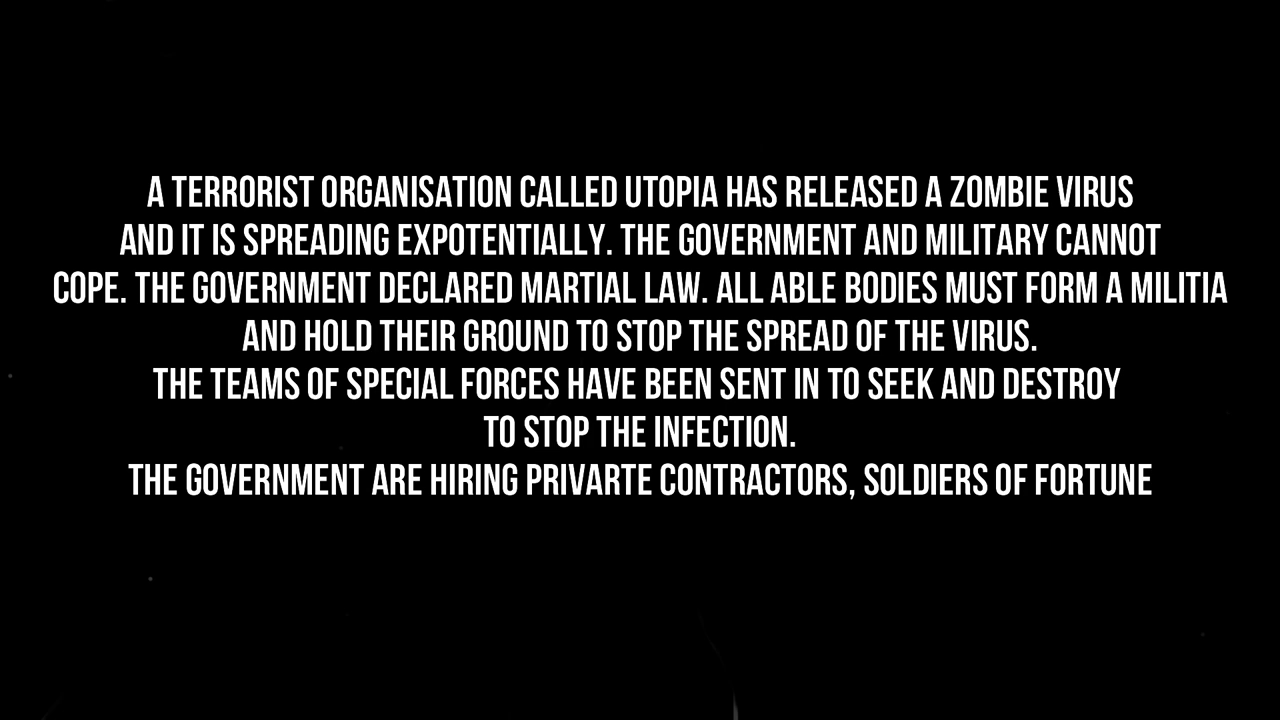 A TERRORIST ORGANISATION CALLED UTOPIA HAS RELEASED A ZOMBIE VIRUS
AND IT IS SPREADING EXPOTENTIALLY. THE GOVERNMENT AND MILITARY CANNOT
COPE. THE GOVERNMENT DECLARED MARTIAL LAW. ALL ABLE BODIES MUST FORM A MILITIA
AND HOLD THEIR GROUND TO STOP THE SPREAD OF THE VIRUS.
THE TEAMS OF SPECIAL FORCES HAVE BEEN SENT IN TO SEEK AND DESTROY
TO STOP THE INFECTION.
THE GOVERNMENT ARE HIRING PRIVARTE CONTRACTORS, SOLDIERS OF FORTUNE